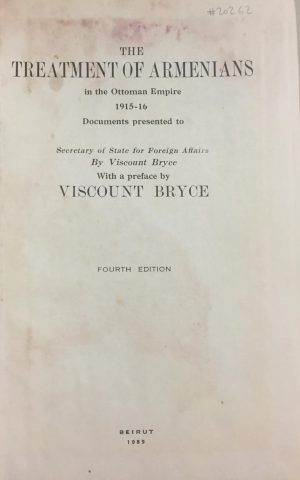 #20262
THE
TREATMENT OF ARMENIANS
in the Ottoman Empire
1915-16
Documents presented to
Secretary of State for Foreign Affairs
By Viscount Bryce
With a preface by
VISCOUNT BRYCE
FOURTH EDITION
BEIRUT
1989